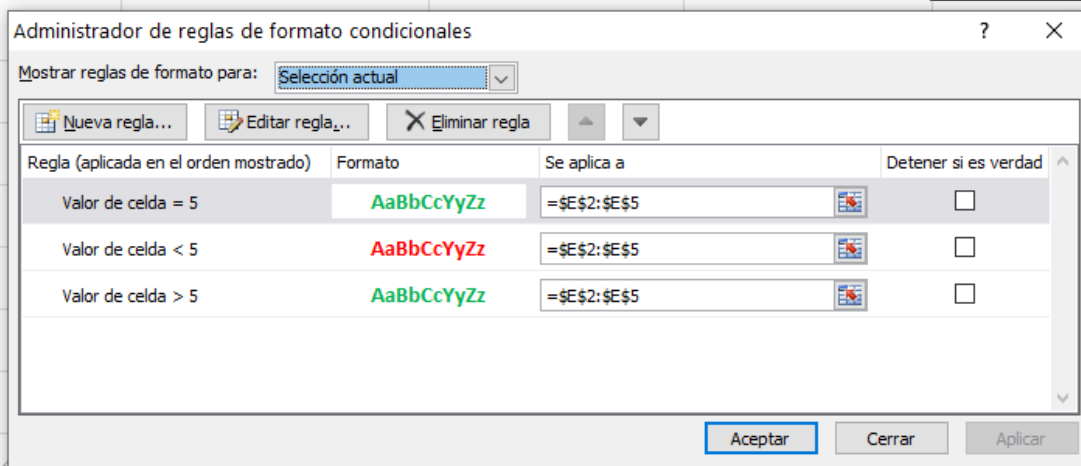 Administrador de reglas de formato condicionales ?
Mostrar reglas de formato para: Selección actual
Nueva regla... Editar regla... Eliminar regla
Regla (aplicada en el orden mostrado) Formato Se aplica a Detener si es verdad
Valor de celda = 5 AaBbCcYyZz =$E$2:$E$5
Valor de celda < 5 AaBbCcYyZz =$E$2:$E$5
Valor de celda > 5 AaBbCcYyZz =$E$2:$E$5
Aceptar Cerrar Aplicar